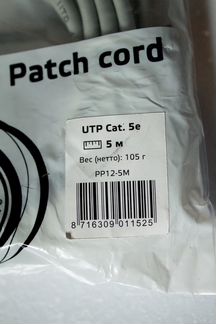 Patch cord
UTP Cat. 5e
5 м
Вес (нетто): 105 г
PP12-5M
8 716309 011525